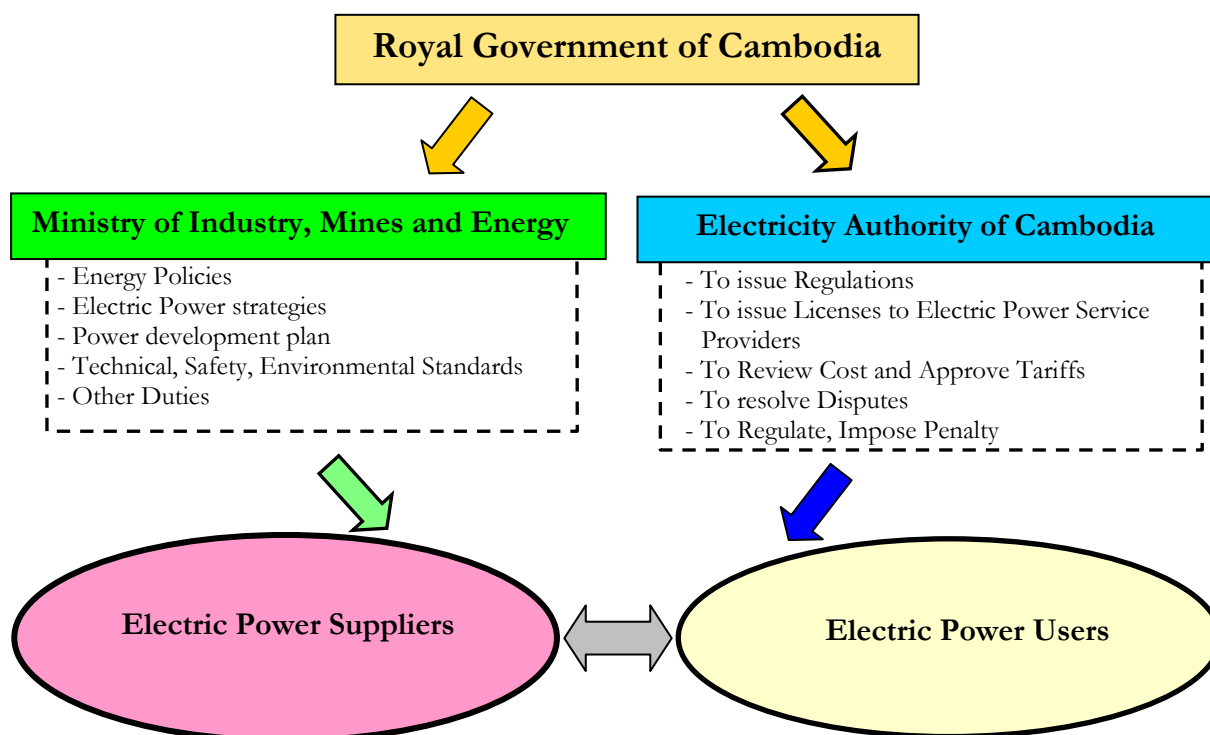 Royal Government of Cambodia
Ministry of Industry, Mines and Energy
- Energy Policies
- Electric Power strategies
- Power development plan
- Technical, Safety, Environmental Standards
- Other Duties
Electricity Authority of Cambodia
- To issue Regulations
- To issue Licenses to Electric Power Service
Providers
- To Review Cost and Approve Tariffs
- To resolve Disputes
- To Regulate, Impose Penalty
Electric Power Suppliers
Electric Power Users